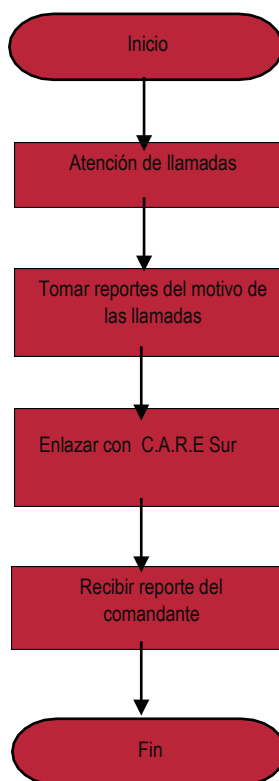 Inicio
Atención de llamadas
Tomar reportes del motivo de
las llamadas
Enlazar con C.A.R.E Sur
Recibir reporte del
comandante
Fin